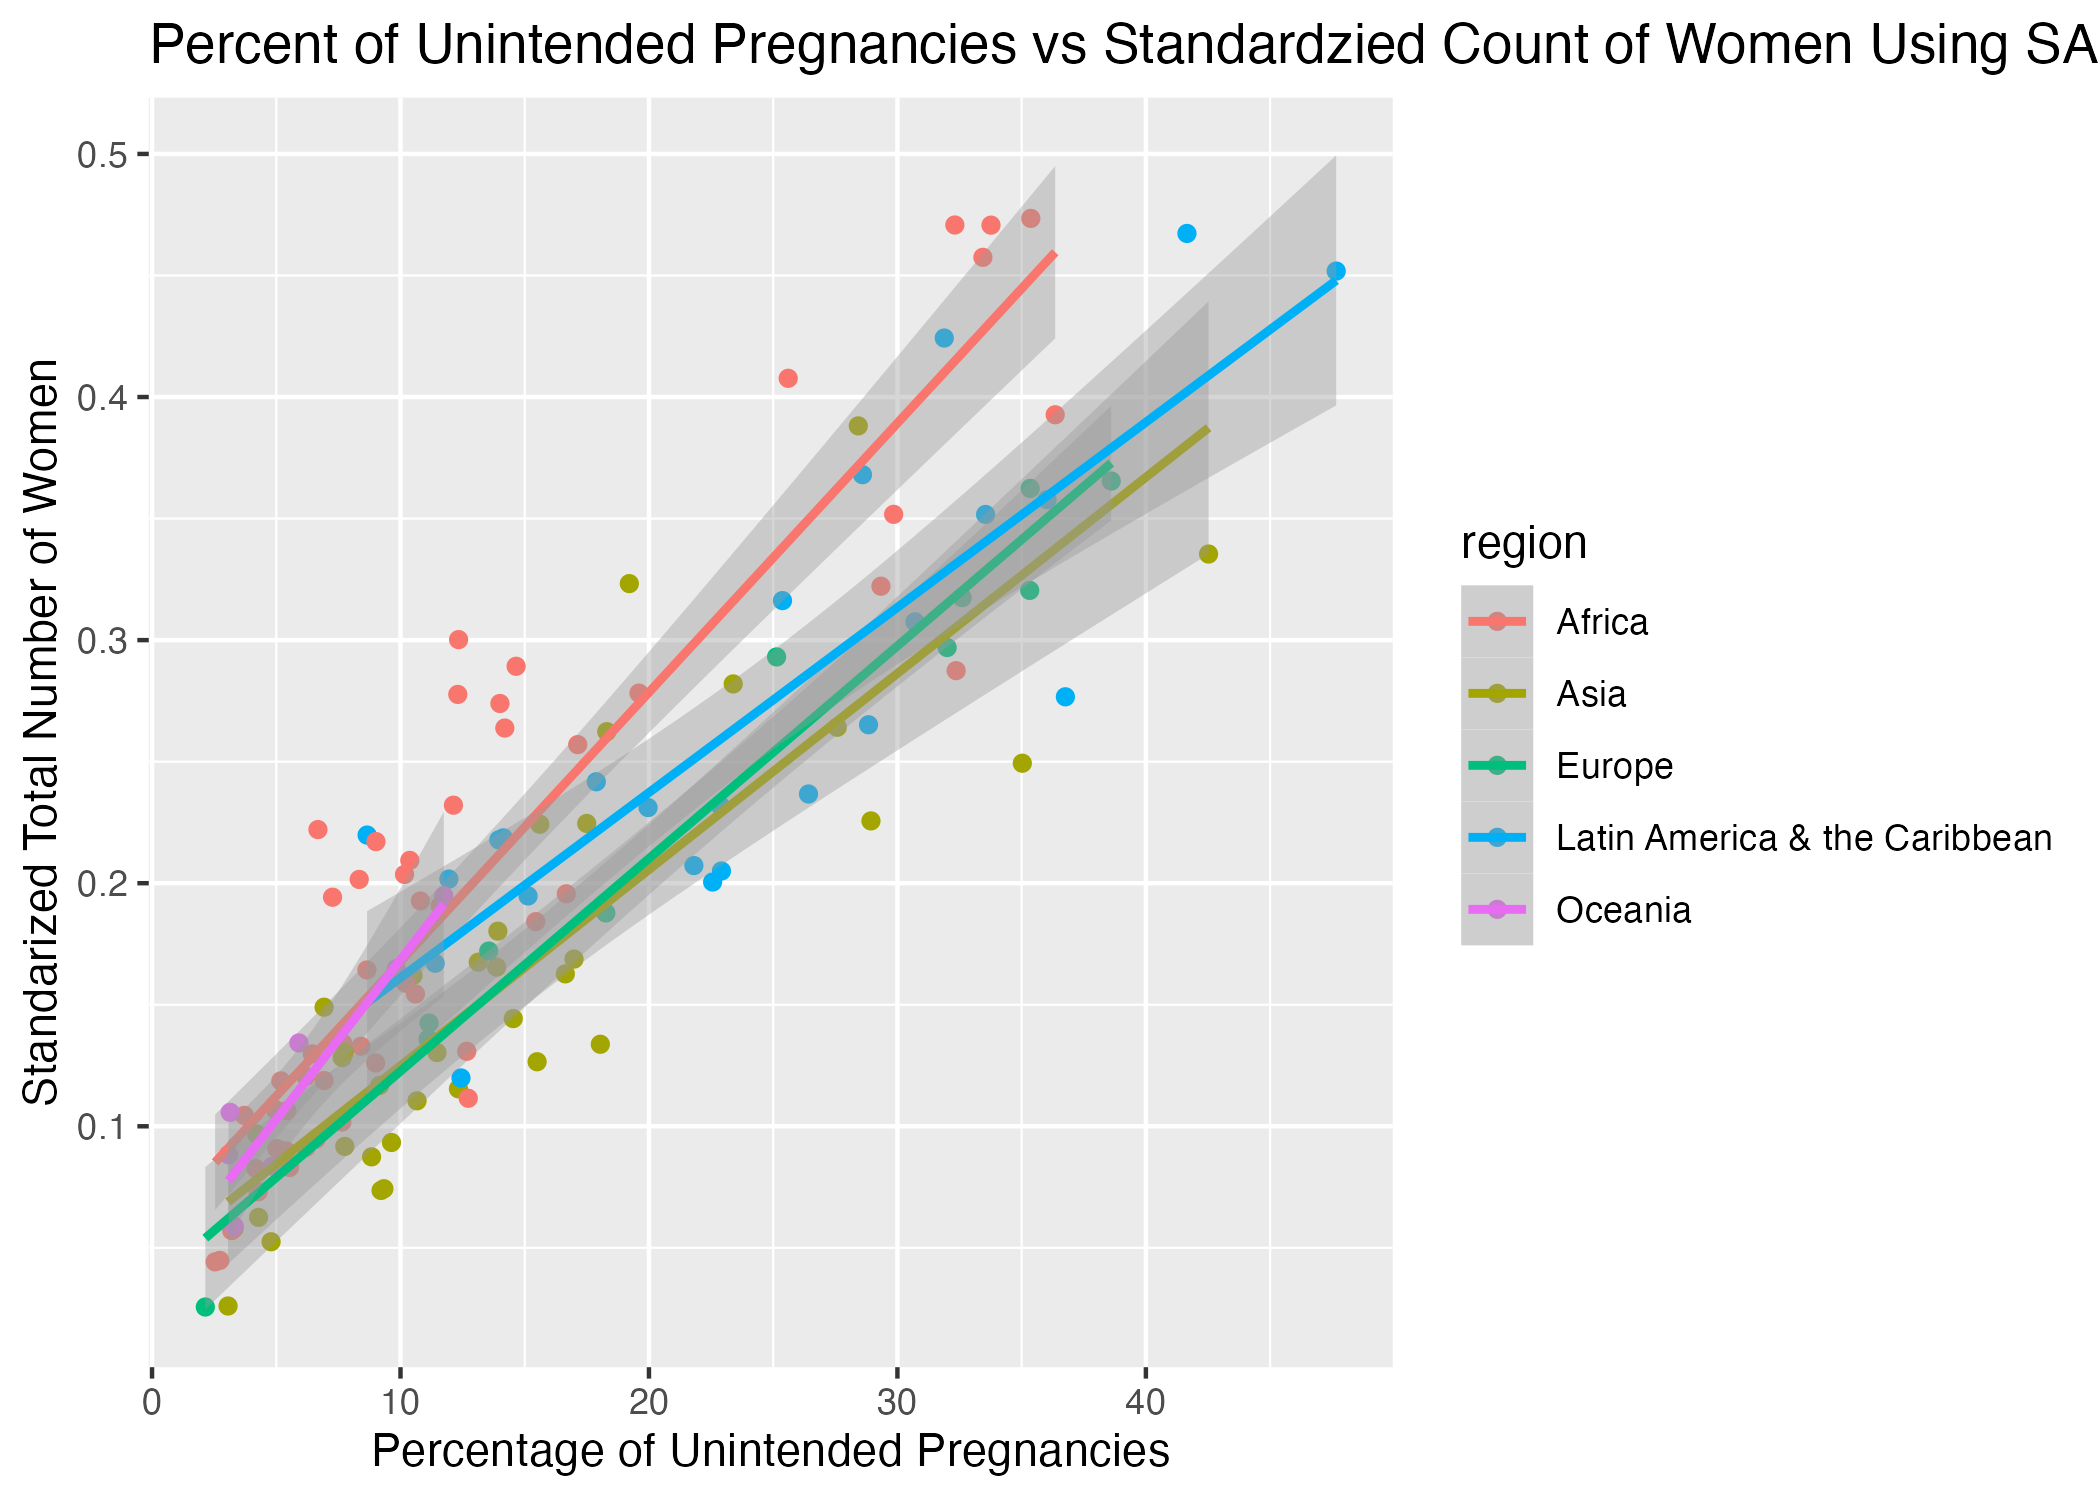 Percent of Unintended Pregnancies vs Standardzied Count of Women Using SA
Standarized Total Number of Women
0.5
0.4
0.3
0.2
0.1
0 10 20 30 40
Percentage of Unintended Pregnancies
region
Africa
Asia
Europe
Latin America & the Caribbean
Oceania